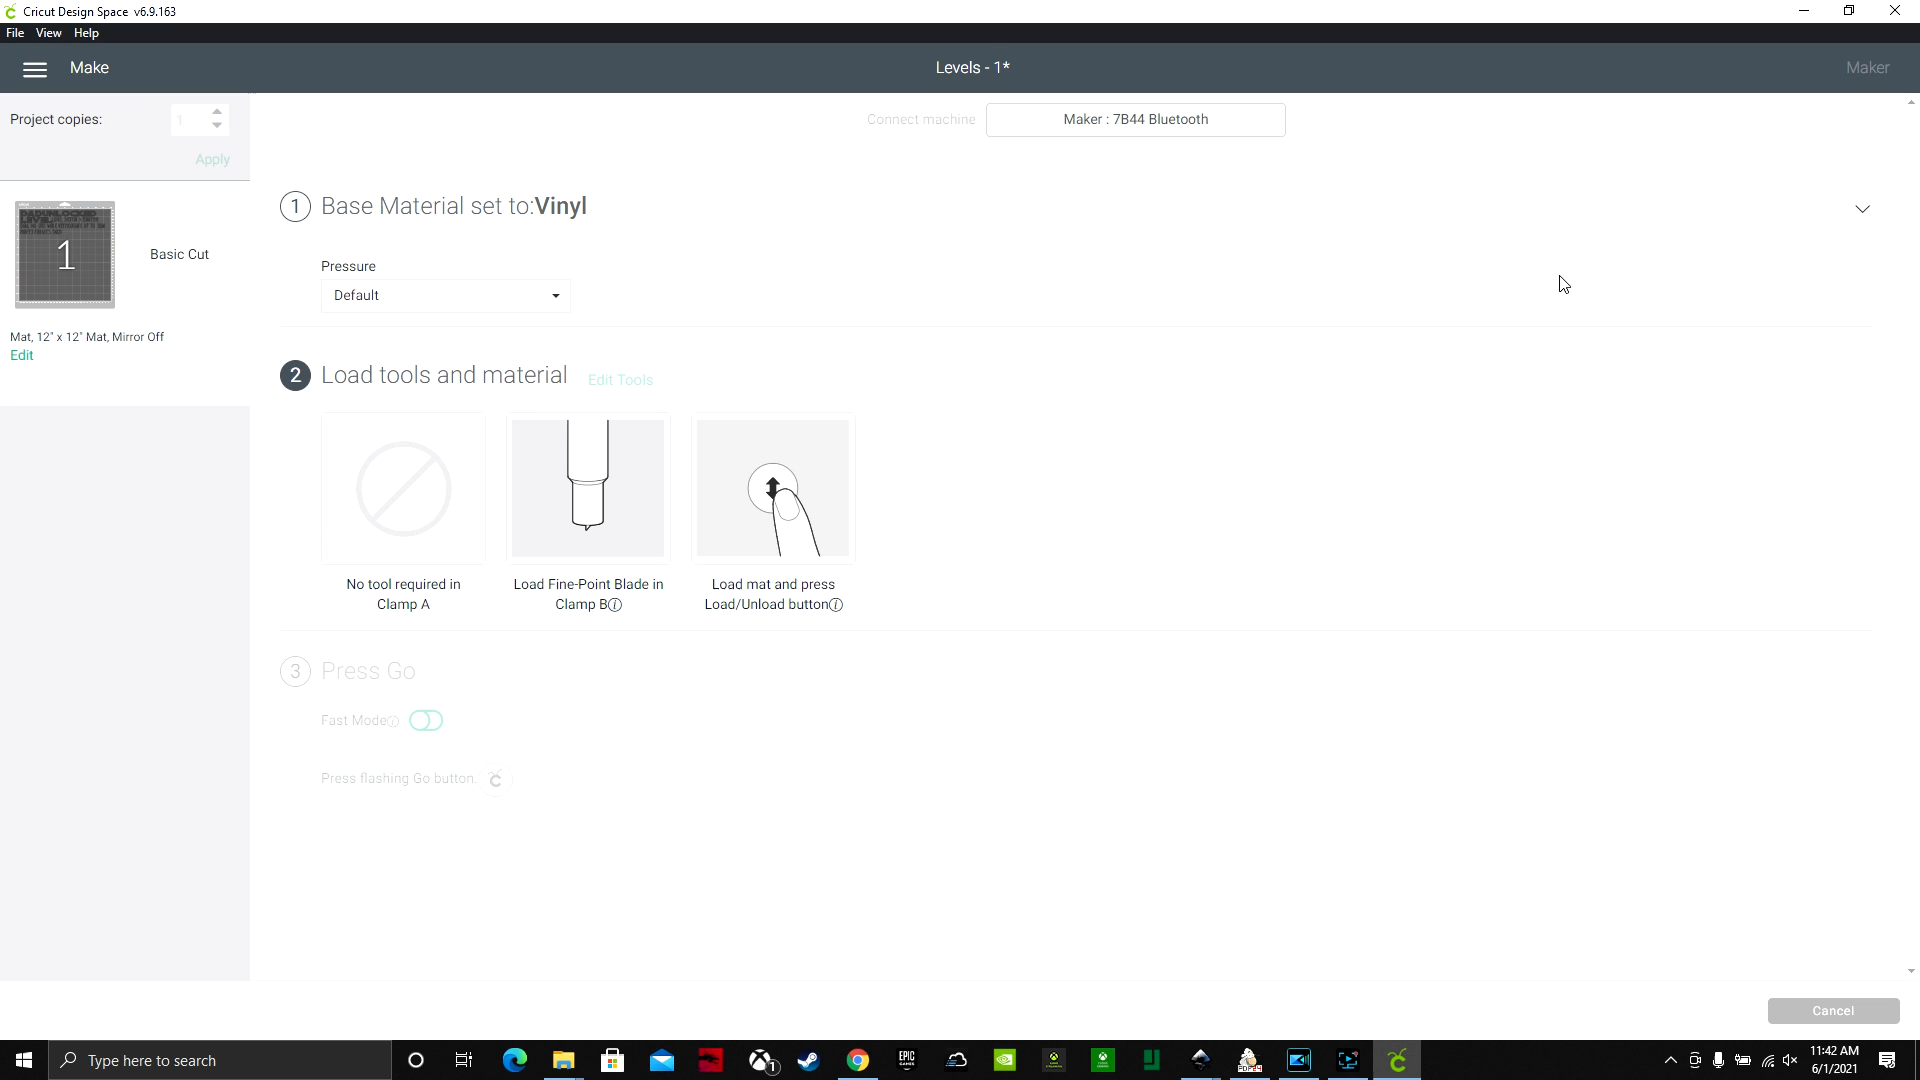 Cricut Design Space v6.9.163
File View Help
Make
Levels - 1*
Maker
Project copies:
1
Apply
Connect machine
Maker : 7B44 Bluetooth
1 Base Material set to:Vinyl
Pressure
Default
1
Basic Cut
Mat, 12" x 12" Mat, Mirror Off
Edit
2 Load tools and material Edit Tools
No tool required in
Clamp A
Load Fine-Point Blade in
Clamp B
Load mat and press
Load/Unload button
3 Press Go
Fast Mode
Press flashing Go button.
Cancel
Type here to search
EPIC
GAMES
1
11:42 AM
6/1/2021